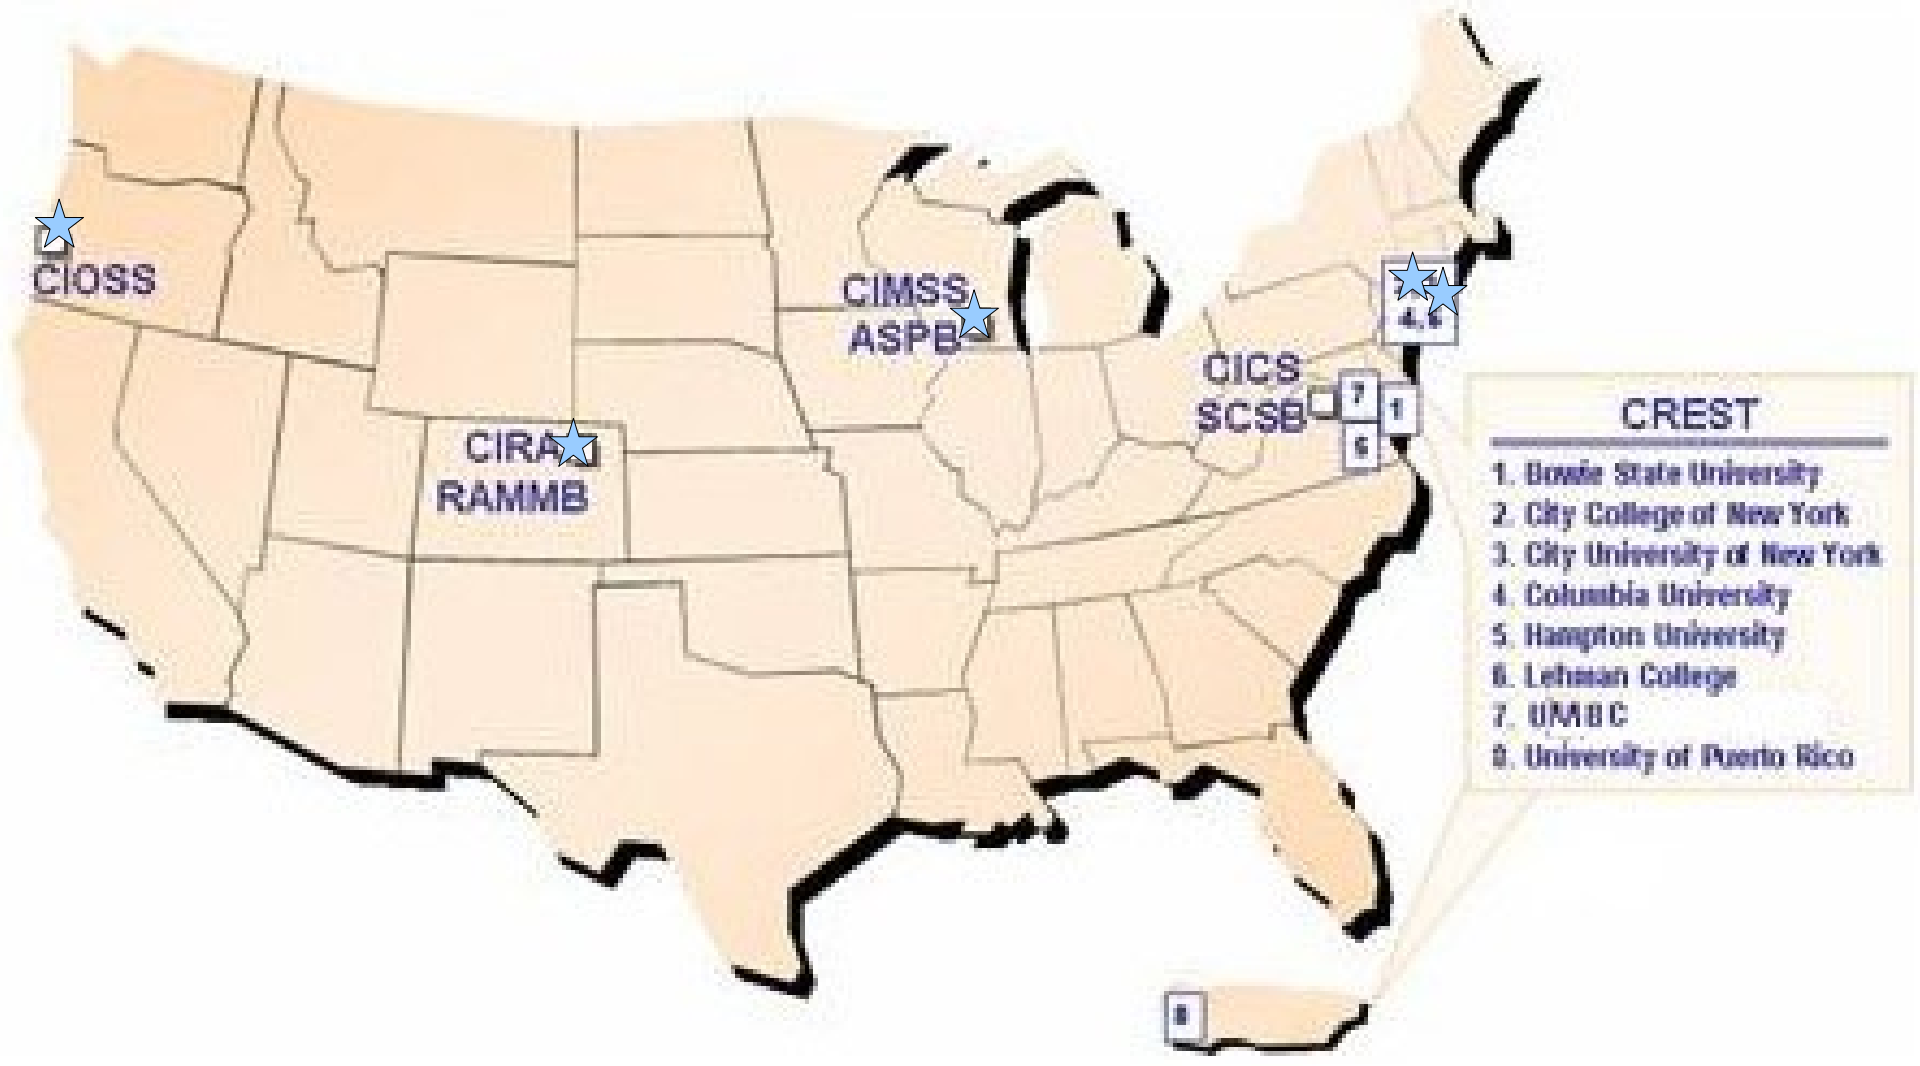 CIOSS
CIMSS
ASPB
CIRA
RAMMB
CICS
SCSB
4, 6
7
1
5
8
CREST
1. Bowie State University
2. City College of New York
3. City University of New York
4. Columbia University
5. Hampton University
6. Lehman College
7. UMBC
8. University of Puerto Rico